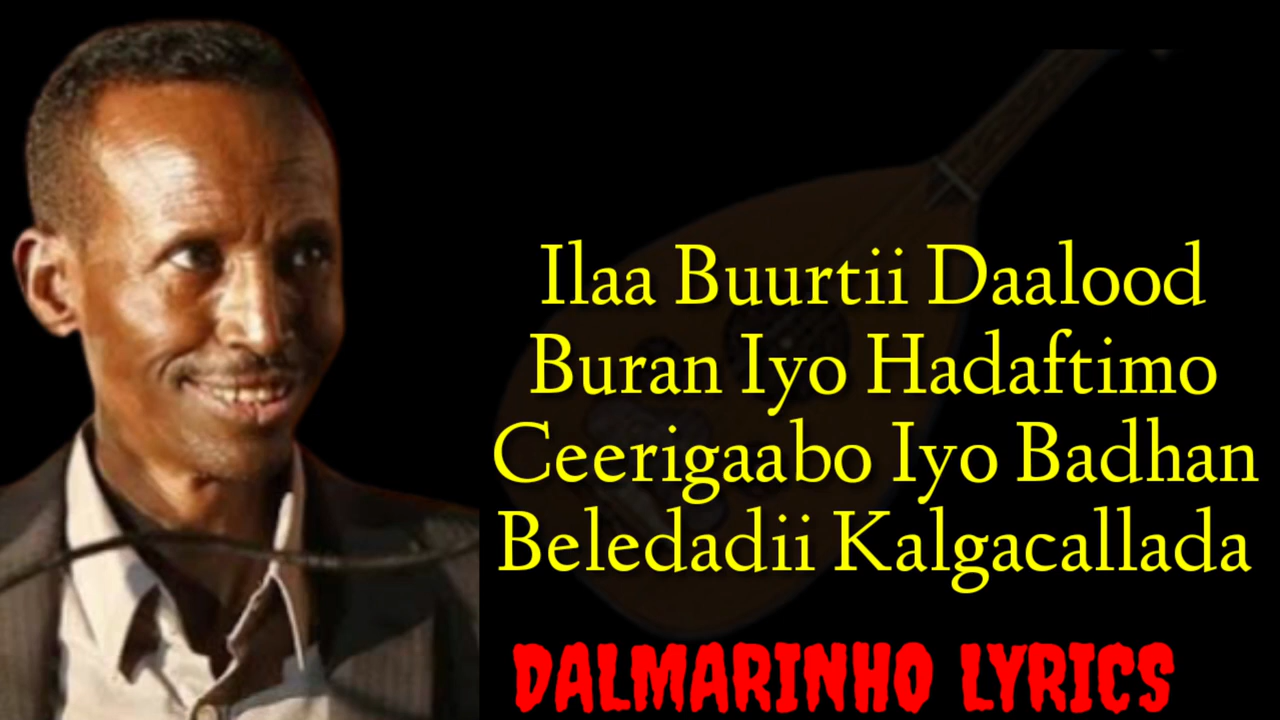 Ilaa Buurtii Daalood
Buran Iyo Hadaftimo
Ceerigaabo Iyo Badhan
Beledadii Kalgacallada
DALMARINHO LYRICS